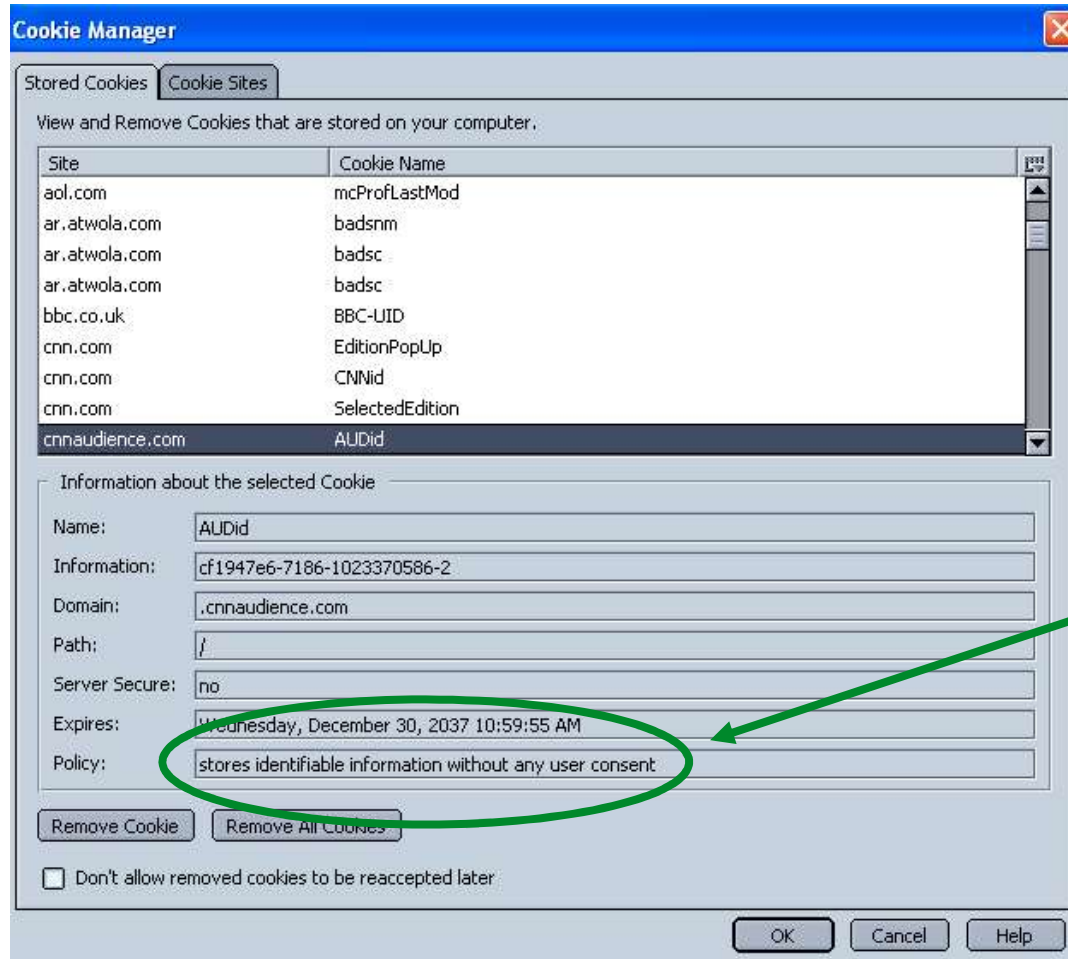 Cookie Manager
Stored Cookies Cookie Sites
View and Remove Cookies that are stored on your computer.
Site Cookie Name
aol.com mcProfLastMod
ar.atwola.com badsnm
ar.atwola.com badsc
ar.atwola.com badsc
bbc.co.uk BBC-UID
cnn.com EditionPopUp
cnn.com CNNid
cnn.com SelectedEdition
cnnaudience.com AUDid
Information about the selected Cookie
Name: AUDid
Information: cf1947e6-7186-1023370586-2
Domain: .cnnaudience.com
Path: /
Server Secure: no
Expires: Wednesday, December 30, 2037 10:59:55 AM
Policy: stores identifiable information without any user consent
Remove Cookie Remove All Cookies
Don't allow removed cookies to be reaccepted later
OK Cancel Help